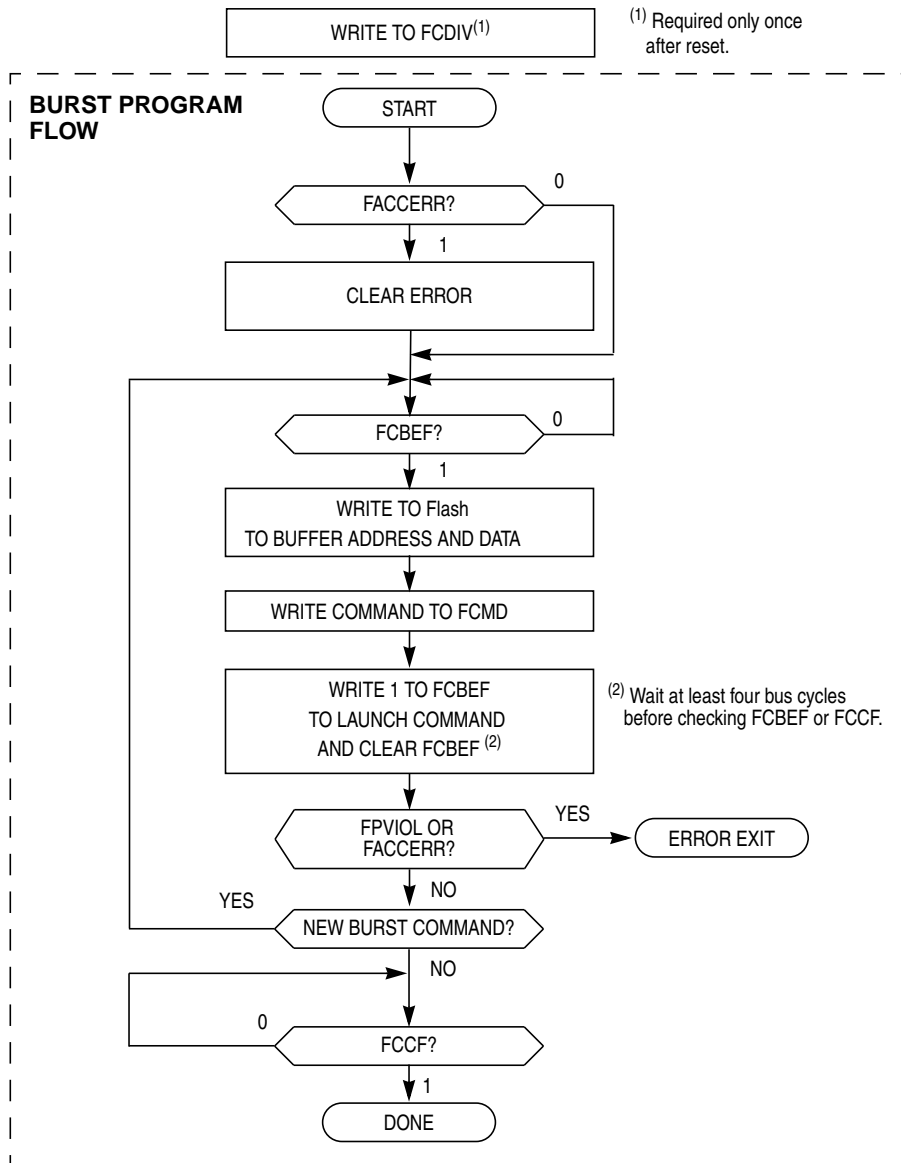 WRITE TO FCDIV(1)
(1) Required only once
after reset.
BURST PROGRAM
FLOW
START
FACCERR?
0
1
CLEAR ERROR
FCBEF?
0
1
WRITE TO Flash
TO BUFFER ADDRESS AND DATA
WRITE COMMAND TO FCMD
WRITE 1 TO FCBEF
TO LAUNCH COMMAND
AND CLEAR FCBEF (2)
(2) Wait at least four bus cycles
before checking FCBEF or FCCF.
FPVIOL OR
FACCERR?
YES
ERROR EXIT
NO
YES
NEW BURST COMMAND?
NO
0
FCCF?
1
DONE